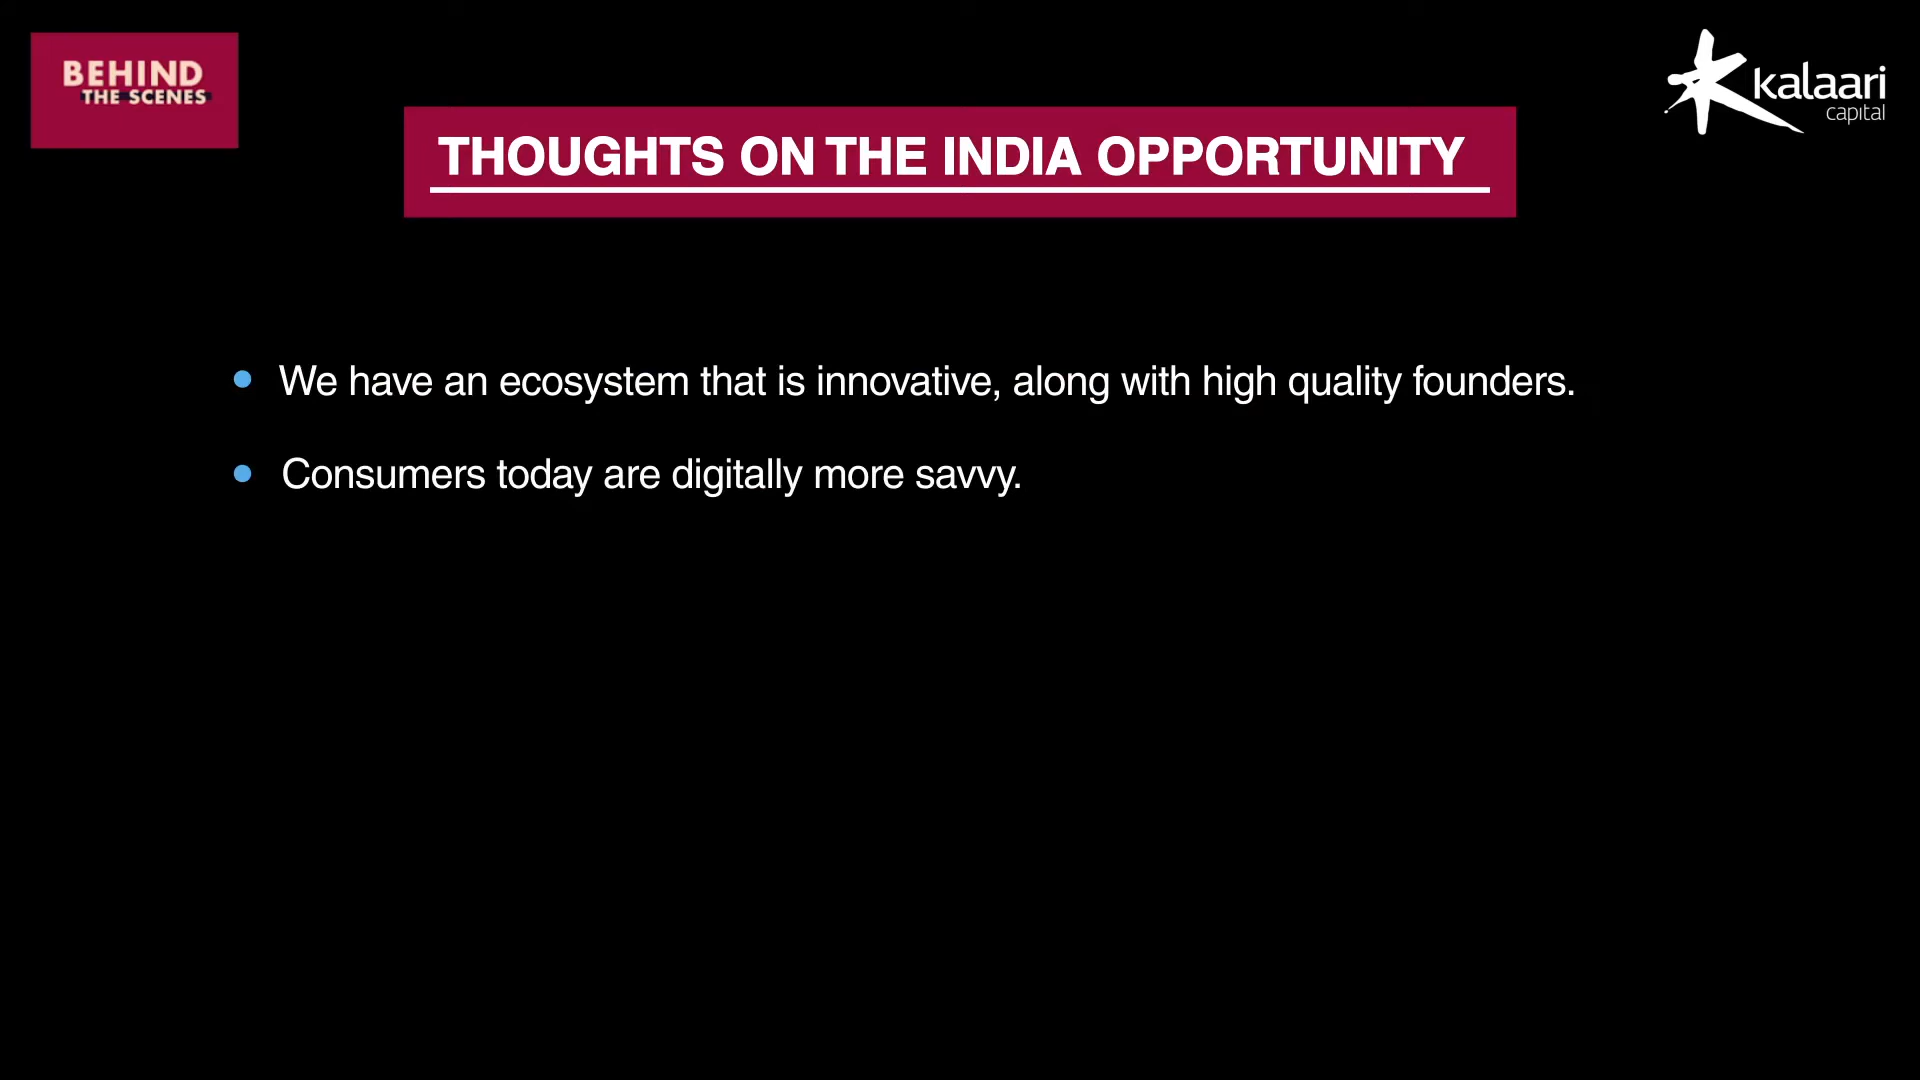 BEHIND
THE SCENES
kalaari
capital
THOUGHTS ON THE INDIA OPPORTUNITY
• We have an ecosystem that is innovative, along with high quality founders.
• Consumers today are digitally more savvy.